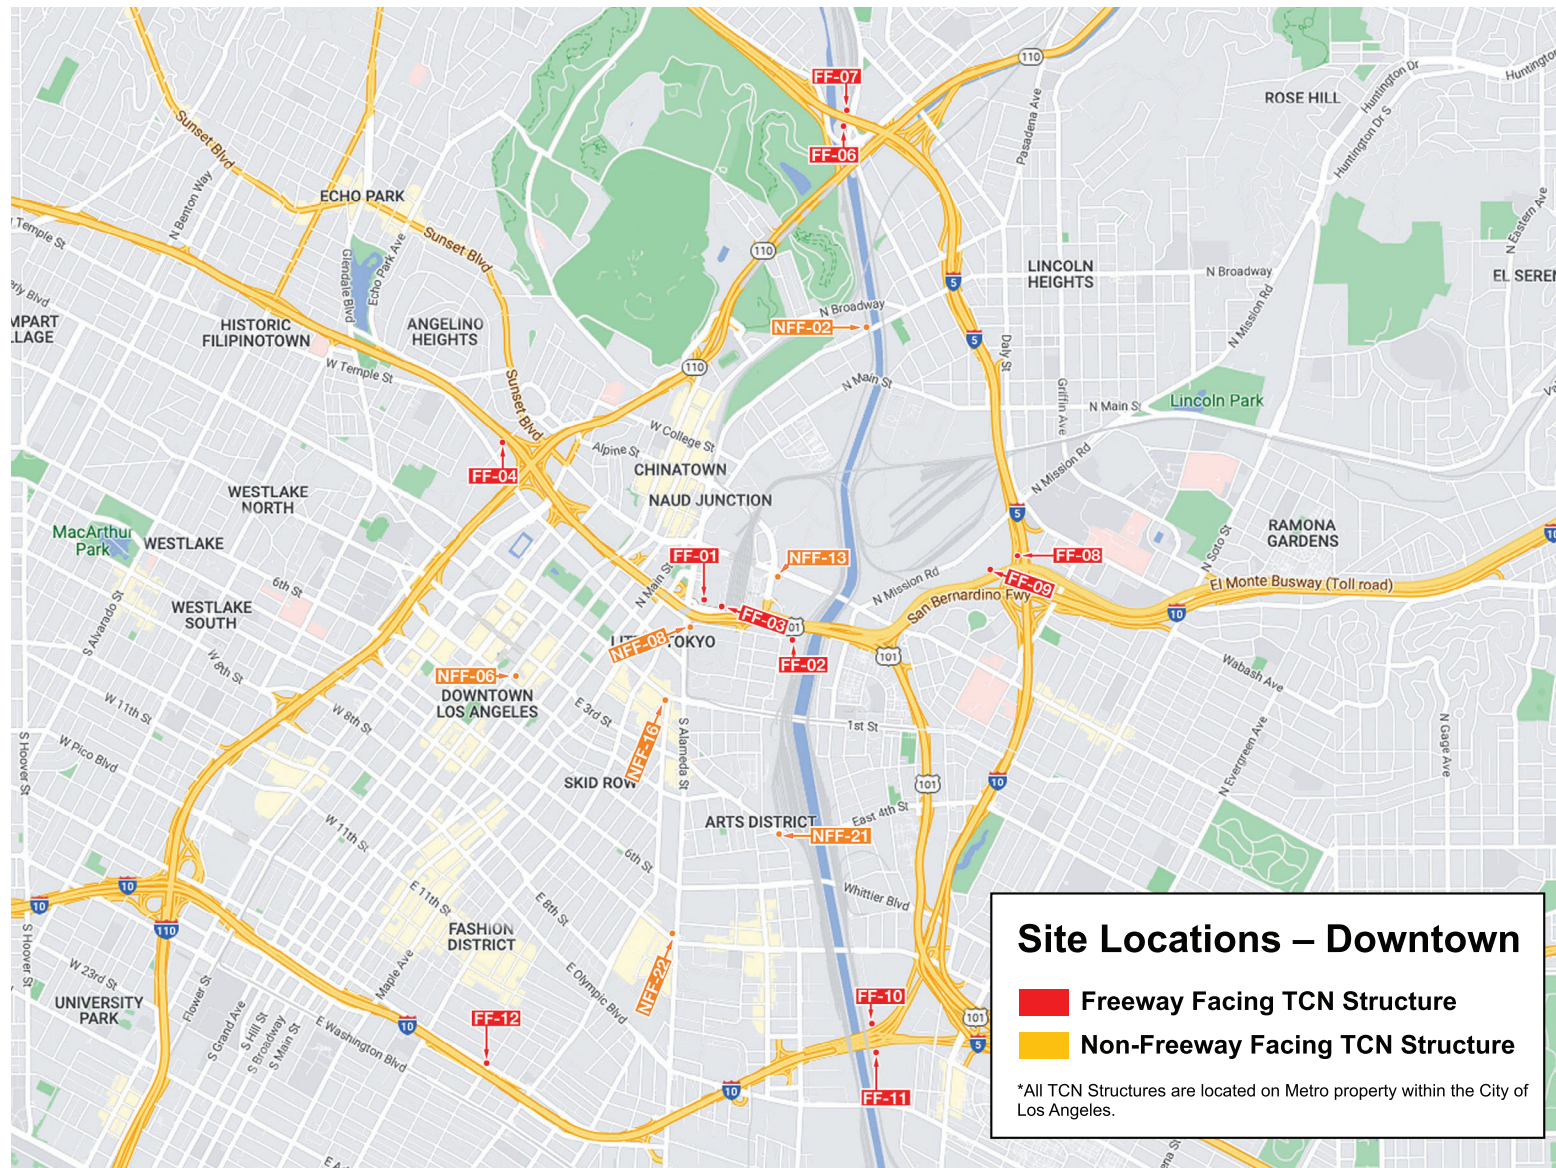 110
FF-07
Huntington Dr
Huntington
ROSE HILL
Sunset Blvd
Pasadena Ave
Huntington Dr S
FF-06
N Benton Way
ECHO PARK
Temple St
Sunset Blvd
Glendale Blvd
Echo Park Ave
110
N Eastern Ave
LINCOLN
HEIGHTS
N Broadway
EL SEREN
5
N Mission Rd
erly Blvd
N Broadway
NFF-02
MPART
LLAGE
HISTORIC
FILIPINOTOWN
ANGELINO
HEIGHTS
5
Daly St
W Temple St
110
N Main St
Sunset Blvd
Griffin Ave
N Main St
Lincoln Park
W College St
Alpine St
CHINATOWN
FF-04
N Mission Rd
WESTLAKE
NORTH
NAUD JUNCTION
5
MacArthur
Park
WESTLAKE
RAMONA
GARDENS
N Soto St
10
FF-01
NFF-13
FF-08
6th St
N Main St
N Mission Rd
FF-09
El Monte Busway (Toll road)
San Bernardino Fwy
WESTLAKE
SOUTH
S Alvarado St
FF-03
01
10
NFF-08
TOKYO
101
FF-02
W 8th St
NFF-06
DOWNTOWN
LOS ANGELES
Wabash Ave
W 11th St
W 8th St
E 3rd St
NFF-16
S Alameda St
1st St
N Gage Ave
S Hoover St
W Pico Blvd
N Evergreen Ave
SKID ROW
101
10
W 11th St
ARTS DISTRICT
East 4th St
NFF-21
6th St
10
10
E 11th St
E 8th St
Whittier Blvd
110
S Hoover St
FASHION
DISTRICT
W 23rd St
Maple Ave
E Olympic Blvd
NFF-22
UNIVERSITY
PARK
Flower St
S Grand Ave
S Hill St
S Broadway
S Main St
E Washington Blvd
10
FF-12
FF-10
101
5
10
FF-11
Site Locations – Downtown
Freeway Facing TCN Structure
Non-Freeway Facing TCN Structure
*All TCN Structures are located on Metro property within the City of
Los Angeles.